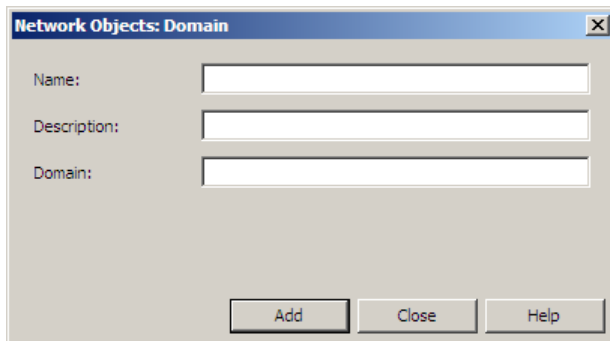 Network Objects: Domain
Name:
Description:
Domain:
Add Close Help